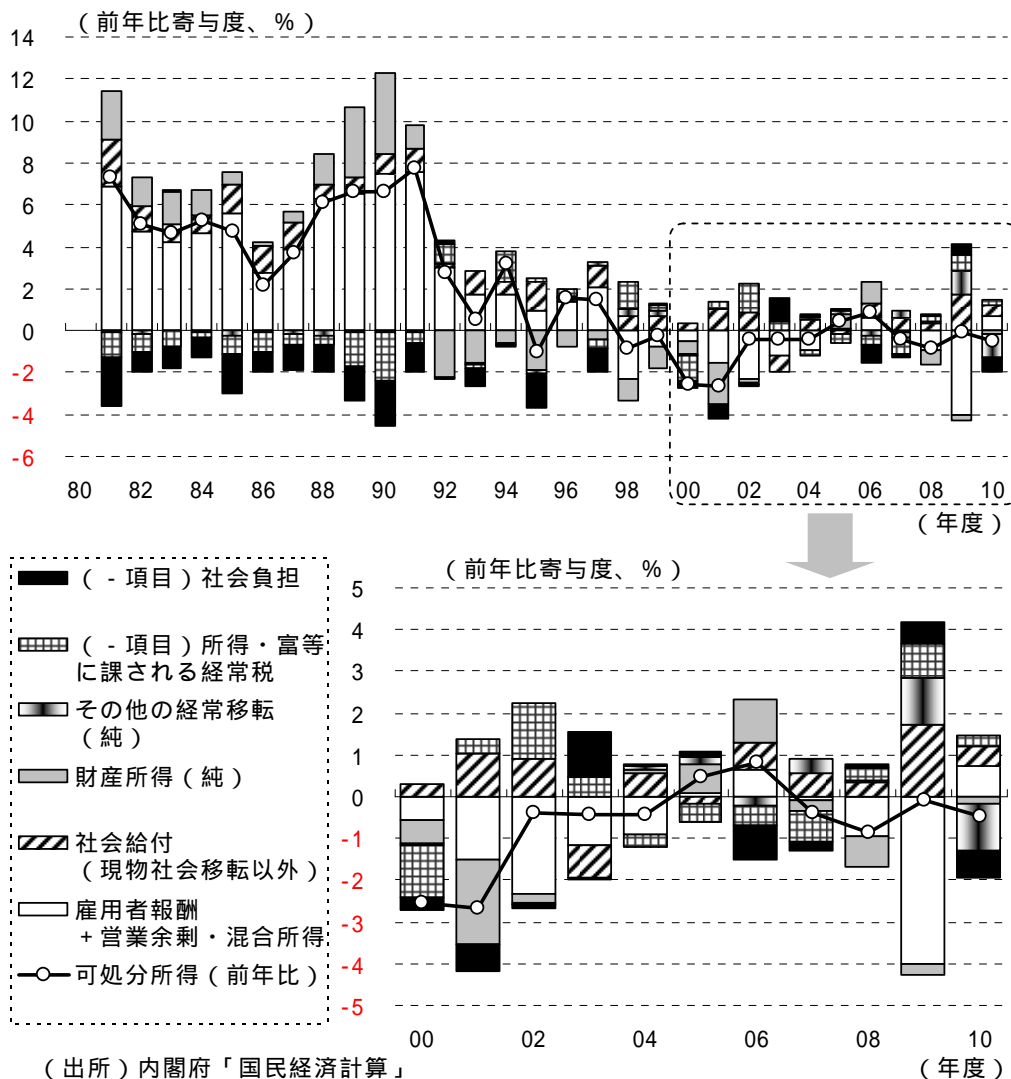 (前年比寄与度、%)
14
12
10
8
6
4
2
0
-2
-4
-6
80 82 84 86 88 90 92 94 96 98 00 02 04 06 08 10
(年度)
(前年比寄与度、%)
5
4
3
2
1
0
-1
-2
-3
-4
-5
00 02 04 06 08 10
(年度)
(-項目)社会負担
(-項目)所得・富等
に課される経常税
その他の経常移転
(純)
財産所得(純)
社会給付
(現物社会移転以外)
雇用者報酬
+営業余剰・混合所得
可処分所得(前年比)
(出所)内閣府「国民経済計算」